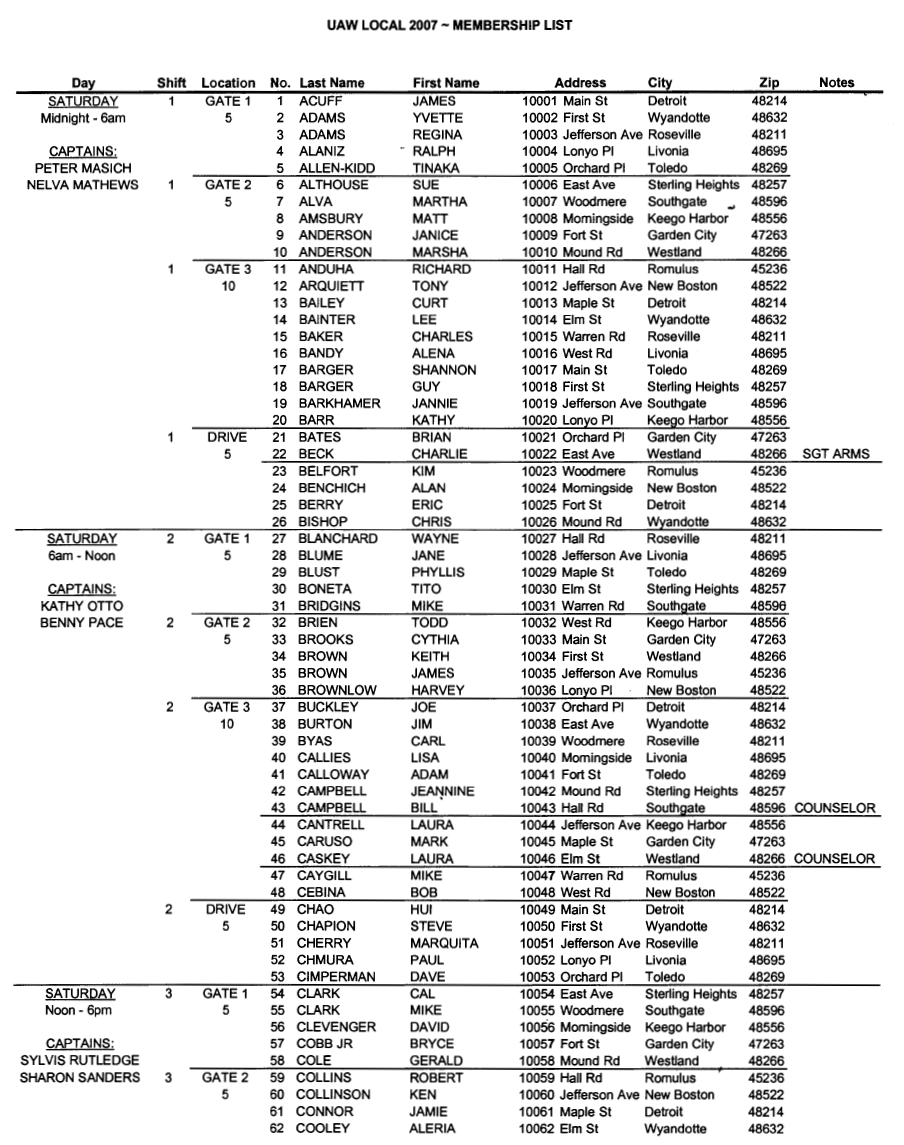 UAW LOCAL 2007 ~ MEMBERSHIP LIST
Day Shift Location No. Last Name First Name Address City Zip Notes
SATURDAY 1 GATE 1 1 ACUFF JAMES 10001 Main St Detroit 48214
Midnight - 6am 5 2 ADAMS YVETTE 10002 First St Wyandotte 48632
3 ADAMS REGINA 10003 Jefferson Ave Roseville 48211
CAPTAINS: 4 ALANIZ RALPH 10004 Lonyo Pl Livonia 48695
PETER MASICH 5 ALLEN-KIDD TINAKA 10005 Orchard Pl Toledo 48269
NELVA MATHEWS 1 GATE 2 6 ALTHOUSE SUE 10006 East Ave Sterling Heights 48257
5 7 ALVA MARTHA 10007 Woodmere Southgate 48596
8 AMSBURY MATT 10008 Morningside Keego Harbor 48556
9 ANDERSON JANICE 10009 Fort St Garden City 47263
10 ANDERSON MARSHA 10010 Mound Rd Westland 48266
1 GATE 3 11 ANDUHA RICHARD 10011 Hall Rd Romulus 45236
10 12 ARQUIETT TONY 10012 Jefferson Ave New Boston 48522
13 BAILEY CURT 10013 Maple St Detroit 48214
14 BAINTER LEE 10014 Elm St Wyandotte 48632
15 BAKER CHARLES 10015 Warren Rd Roseville 48211
16 BANDY ALENA 10016 West Rd Livonia 48695
17 BARGER SHANNON 10017 Main St Toledo 48269
18 BARGER GUY 10018 First St Sterling Heights 48257
19 BARKHAMER JANNIE 10019 Jefferson Ave Southgate 48596
20 BARR KATHY 10020 Lonyo Pl Keego Harbor 48556
1 DRIVE 21 BATES BRIAN 10021 Orchard Pl Garden City 47263
5 22 BECK CHARLIE 10022 East Ave Westland 48266 SGT ARMS
23 BELFORT KIM 10023 Woodmere Romulus 45236
24 BENCHICH ALAN 10024 Morningside New Boston 48522
25 BERRY ERIC 10025 Fort St Detroit 48214
26 BISHOP CHRIS 10026 Mound Rd Wyandotte 48632
SATURDAY 2 GATE 1 27 BLANCHARD WAYNE 10027 Hall Rd Roseville 48211
6am - Noon 5 28 BLUME JANE 10028 Jefferson Ave Livonia 48695
29 BLUST PHYLLIS 10029 Maple St Toledo 48269
CAPTAINS: 30 BONETA TITO 10030 Elm St Sterling Heights 48257
KATHY OTTO 31 BRIDGINS MIKE 10031 Warren Rd Southgate 48596
BENNY PACE 2 GATE 2 32 BRIEN TODD 10032 West Rd Keego Harbor 48556
5 33 BROOKS CYTHIA 10033 Main St Garden City 47263
34 BROWN KEITH 10034 First St Westland 48266
35 BROWN JAMES 10035 Jefferson Ave Romulus 45236
36 BROWNLOW HARVEY 10036 Lonyo Pl New Boston 48522
2 GATE 3 37 BUCKLEY JOE 10037 Orchard Pl Detroit 48214
10 38 BURTON JIM 10038 East Ave Wyandotte 48632
39 BYAS CARL 10039 Woodmere Roseville 48211
40 CALLIES LISA 10040 Morningside Livonia 48695
41 CALLOWAY ADAM 10041 Fort St Toledo 48269
42 CAMPBELL JEANNINE 10042 Mound Rd Sterling Heights 48257
43 CAMPBELL BILL 10043 Hall Rd Southgate 48596 COUNSELOR
44 CANTRELL LAURA 10044 Jefferson Ave Keego Harbor 48556
45 CARUSO MARK 10045 Maple St Garden City 47263
46 CASKEY LAURA 10046 Elm St Westland 48266 COUNSELOR
47 CAYGILL MIKE 10047 Warren Rd Romulus 45236
48 CEBINA BOB 10048 West Rd New Boston 48522
2 DRIVE 49 CHAO HUI 10049 Main St Detroit 48214
5 50 CHAPION STEVE 10050 First St Wyandotte 48632
51 CHERRY MARQUITA 10051 Jefferson Ave Roseville 48211
52 CHMURA PAUL 10052 Lonyo Pl Livonia 48695
53 CIMPERMAN DAVE 10053 Orchard Pl Toledo 48269
SATURDAY 3 GATE 1 54 CLARK CAL 10054 East Ave Sterling Heights 48257
Noon - 6pm 5 55 CLARK MIKE 10055 Woodmere Southgate 48596
56 CLEVENGER DAVID 10056 Morningside Keego Harbor 48556
CAPTAINS: 57 COBB JR BRYCE 10057 Fort St Garden City 47263
SYLVIS RUTLEDGE 58 COLE GERALD 10058 Mound Rd Westland 48266
SHARON SANDERS 3 GATE 2 59 COLLINS ROBERT 10059 Hall Rd Romulus 45236
5 60 COLLINSON KEN 10060 Jefferson Ave New Boston 48522
61 CONNOR JAMIE 10061 Maple St Detroit 48214
62 COOLEY ALERIA 10062 Elm St Wyandotte 48632